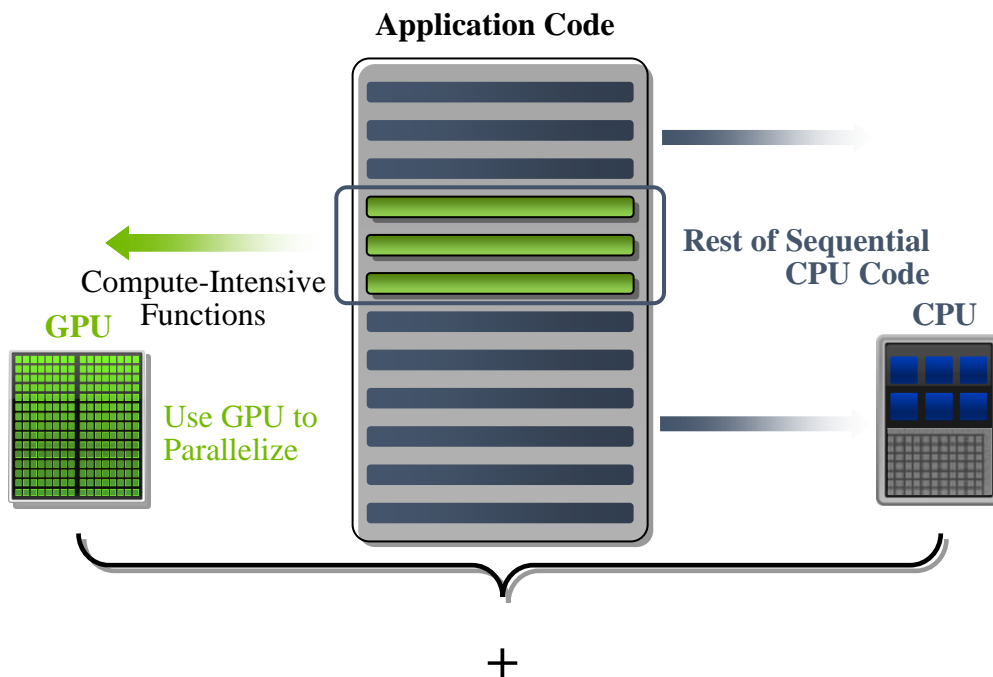 Application Code
Rest of Sequential
CPU Code
Compute-Intensive
Functions
GPU
CPU
Use GPU to
Parallelize
+